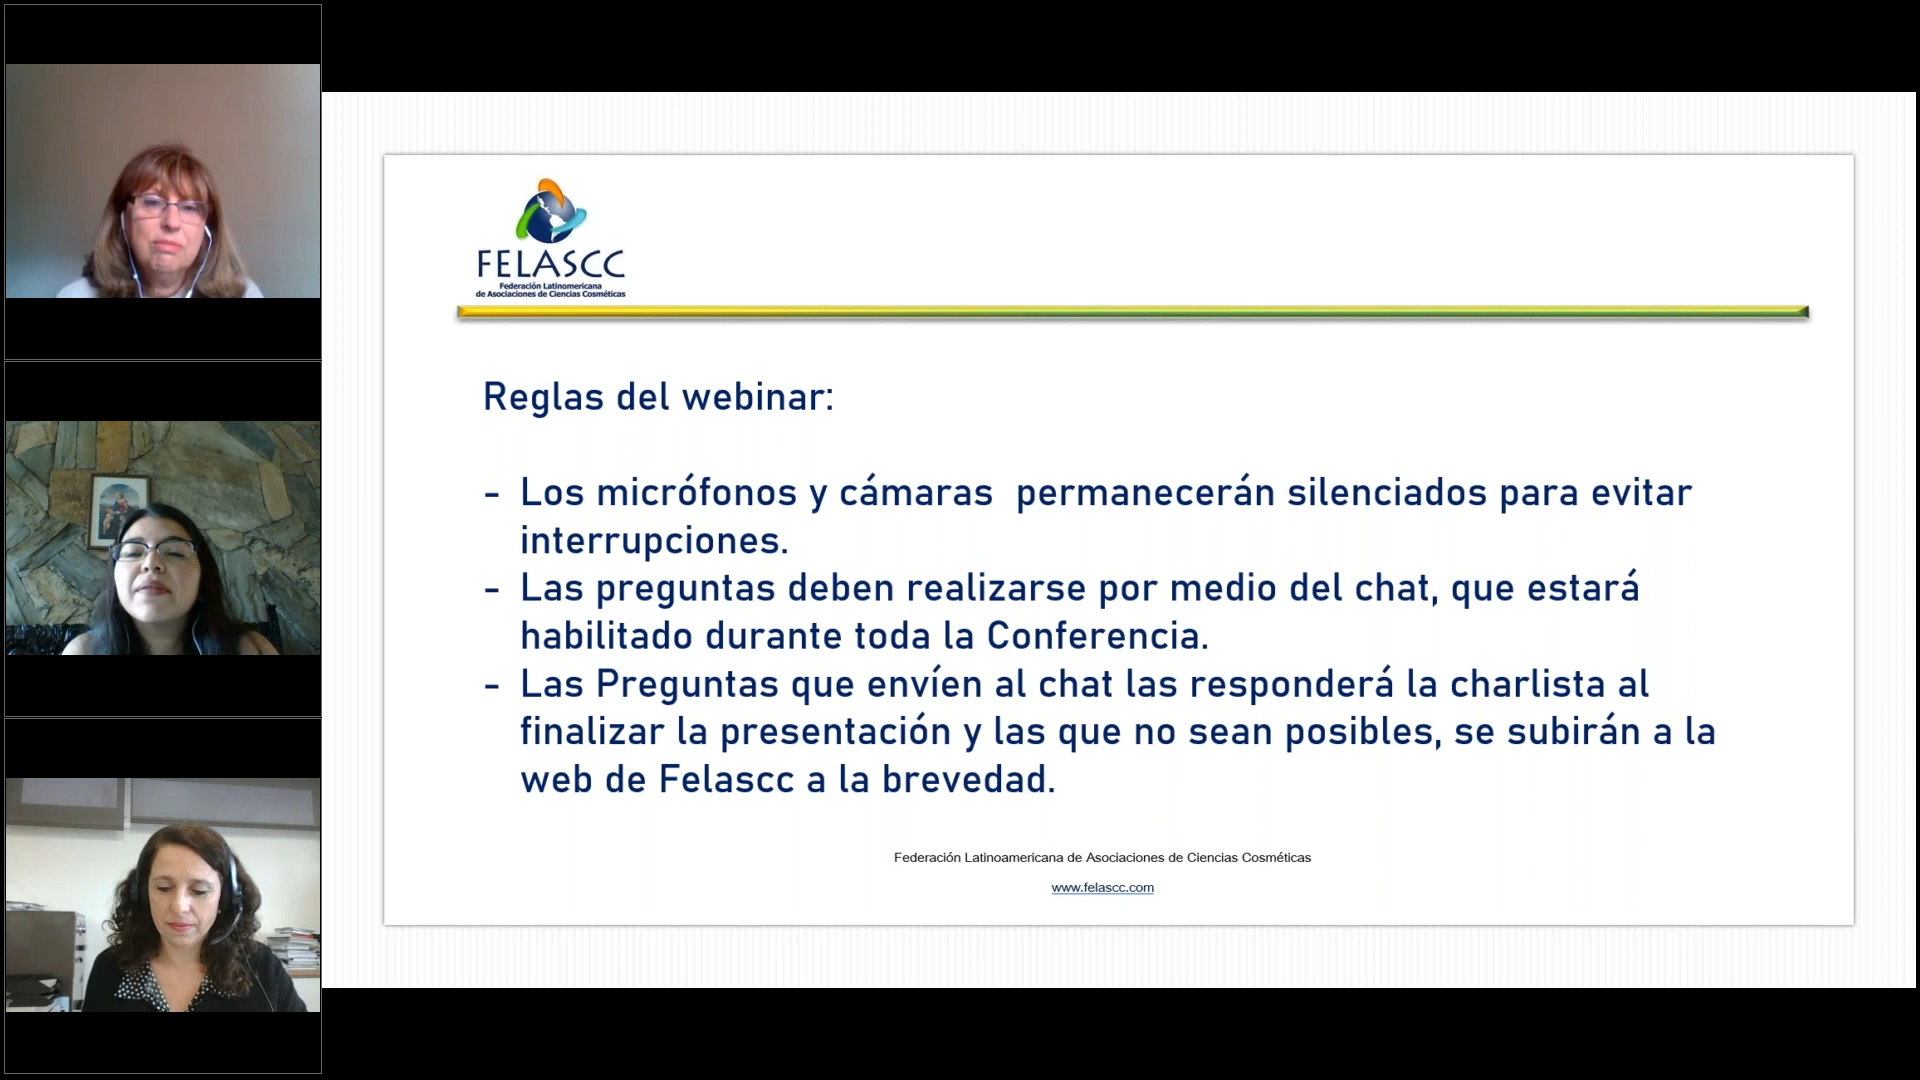 FELASCC
Federación Latinomericana
de Asociaciones de Ciencias Cosméticas
Reglas del webinar:
- Los micrófonos y cámaras permanecerán silenciados para evitar
interrupciones.
- Las preguntas deben realizarse por medio del chat, que estará
habilitado durante toda la Conferencia.
- Las Preguntas que envíen al chat las responderá la charlista al
finalizar la presentación y las que no sean posibles, se subirán a la
web de Felascc a la brevedad.
Federación Latinoamericana de Asociaciones de Ciencias Cosméticas
www.felascc.com